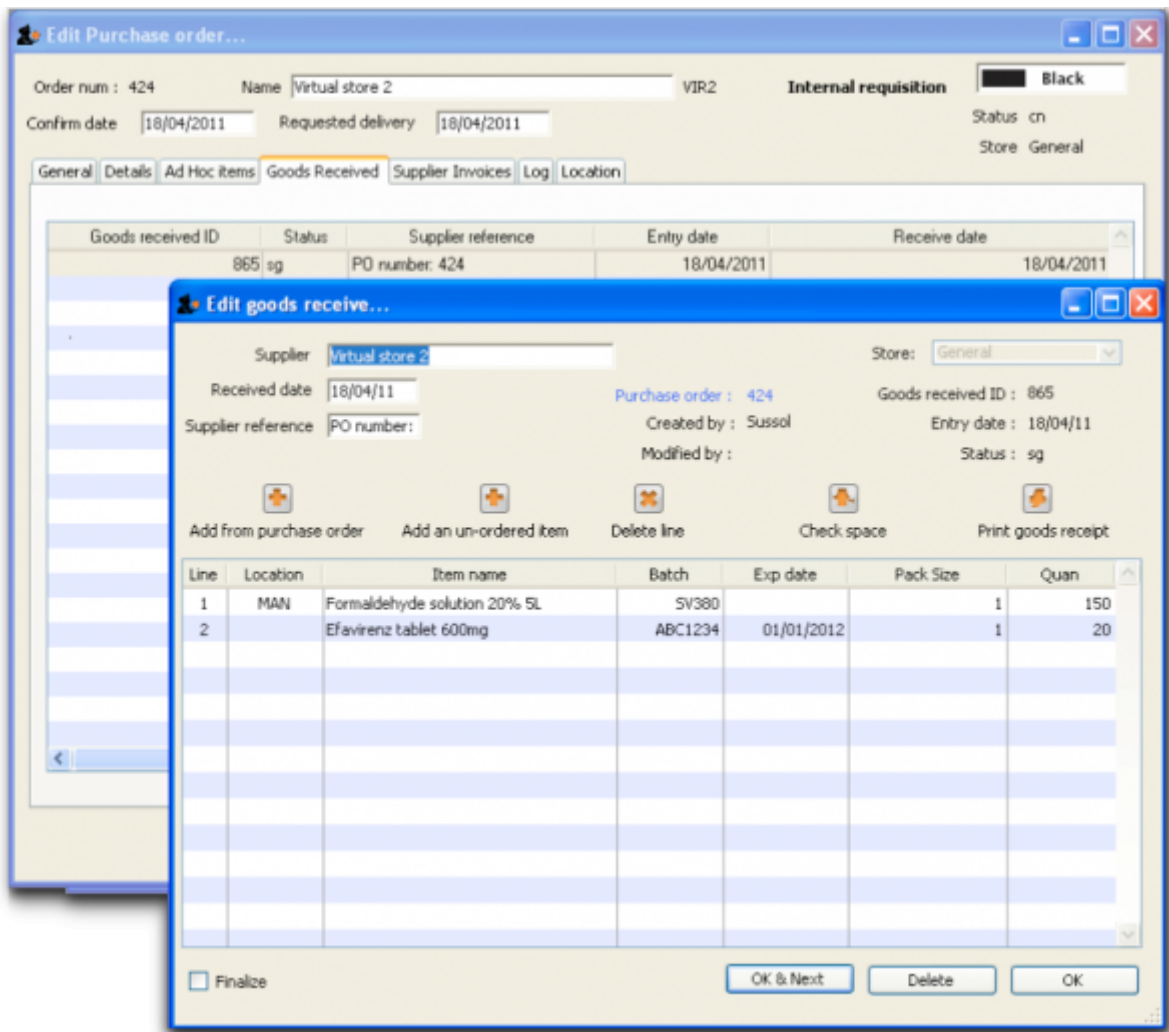 Edit Purchase order...
Order num : 424 Name Virtual store 2 VIR2 Internal requisition Black
Confirm date 18/04/2011 Requested delivery 18/04/2011 Status cn
Store General
General Details Ad Hoc items Goods Received Supplier Invoices Log Location
Goods received ID Status Supplier reference Entry date Receive date
865 sg PO number: 424 18/04/2011 18/04/2011
Edit goods receive...
Supplier Virtual store 2 Store: General
Received date 18/04/11 Purchase order : 424 Goods received ID : 865
Supplier reference PO number: Created by : Sussol Entry date : 18/04/11
Modified by : Status : sg
Add from purchase order Add an un-ordered item Delete line Check space Print goods receipt
Line Location Item name Batch Exp date Pack Size Quan
1 MAN Formaldehyde solution 20% 5L SV380 1 150
2 Efavirenz tablet 600mg ABC1234 01/01/2012 1 20
Finalize OK & Next Delete OK